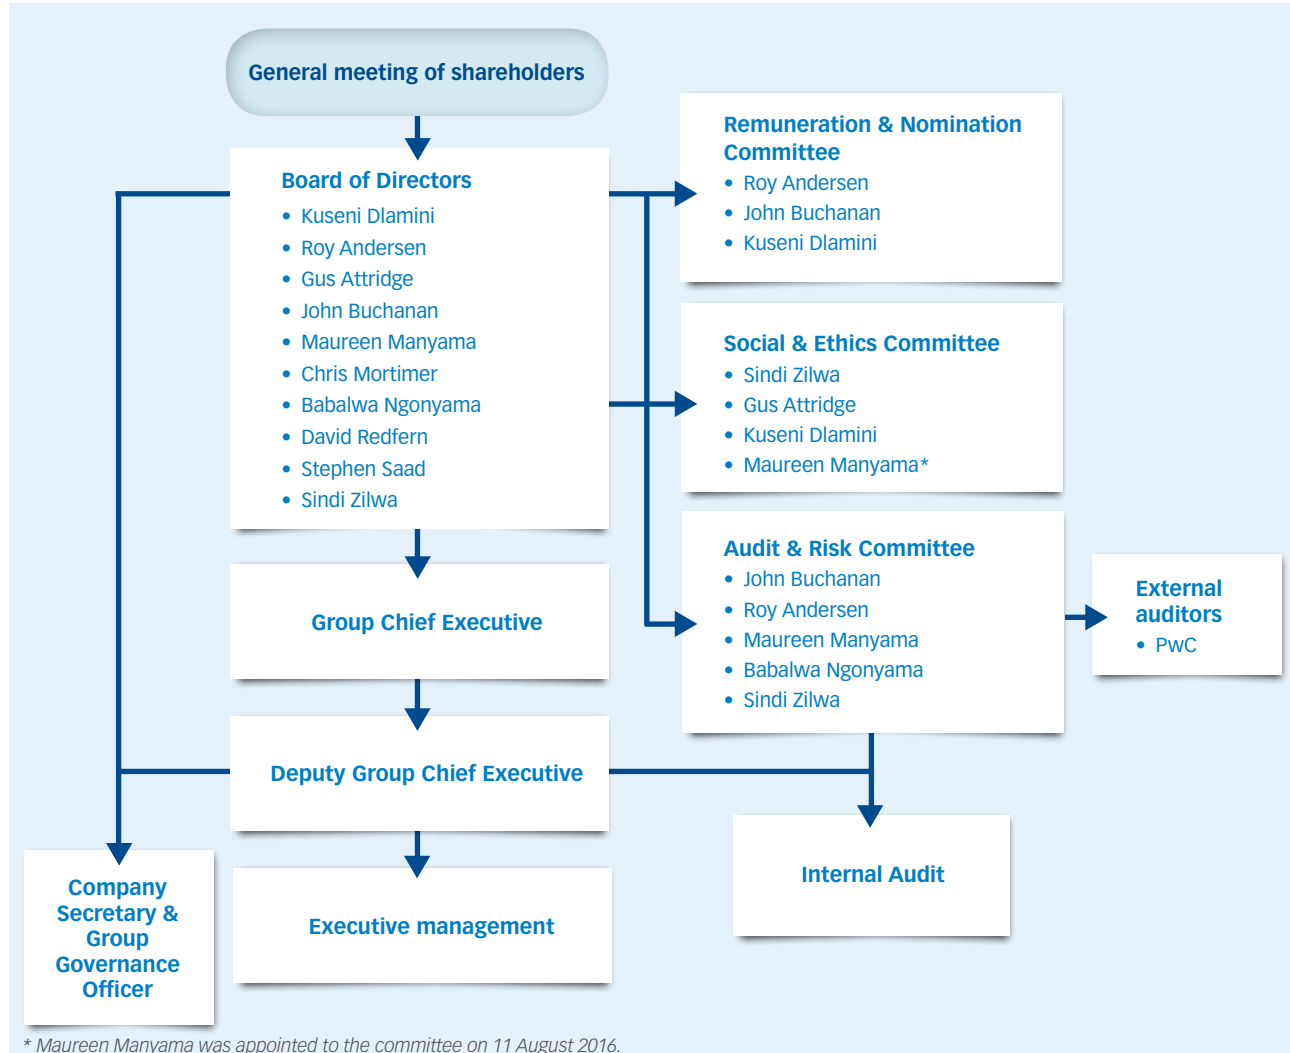 General meeting of shareholders
Board of Directors
• Kuseni Dlamini
• Roy Andersen
• Gus Attridge
• John Buchanan
• Maureen Manyama
• Chris Mortimer
• Babalwa Ngonyama
• David Redfern
• Stephen Saad
• Sindi Zilwa
Remuneration & Nomination
Committee
• Roy Andersen
• John Buchanan
• Kuseni Dlamini
Social & Ethics Committee
• Sindi Zilwa
• Gus Attridge
• Kuseni Dlamini
• Maureen Manyama*
Audit & Risk Committee
• John Buchanan
• Roy Andersen
• Maureen Manyama
• Babalwa Ngonyama
• Sindi Zilwa
External
auditors
• PwC
Group Chief Executive
Deputy Group Chief Executive
Internal Audit
Company
Secretary &
Group
Governance
Officer
Executive management
* Maureen Manyama was appointed to the committee on 11 August 2016.